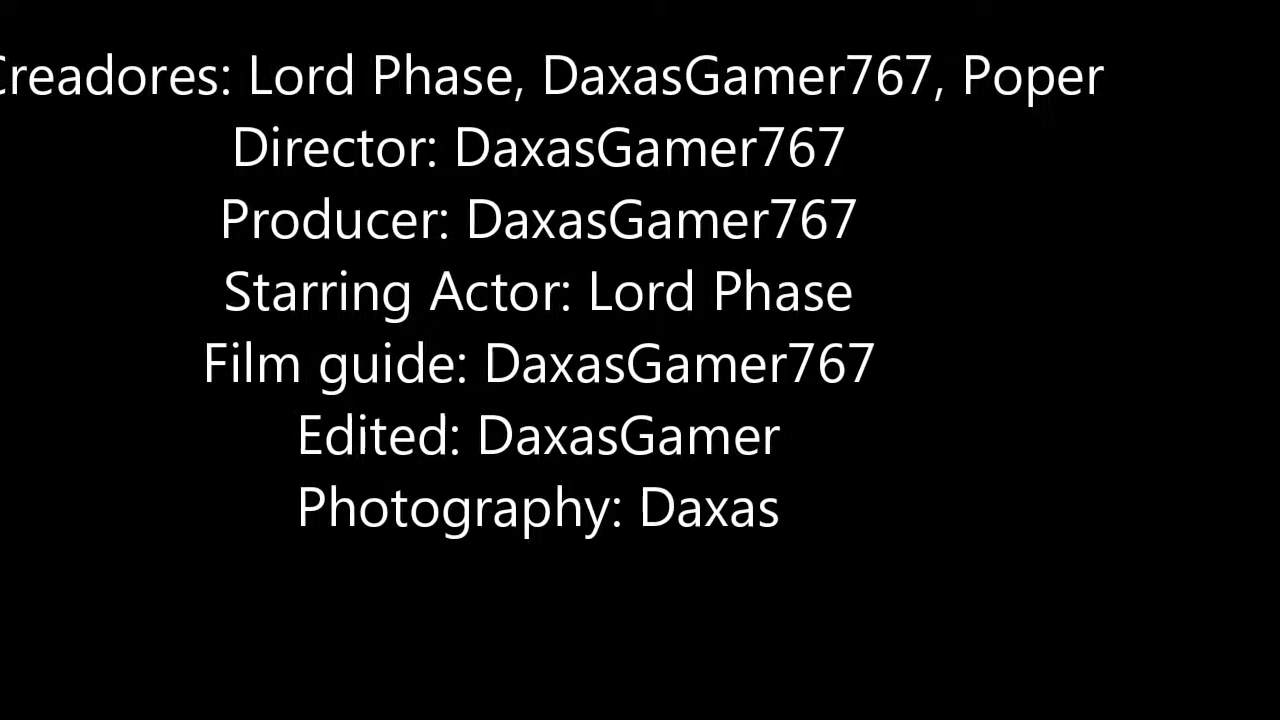 Creadores: Lord Phase, DaxasGamer767, Poper
Director: DaxasGamer767
Producer: DaxasGamer767
Starring Actor: Lord Phase
Film guide: DaxasGamer767
Edited: DaxasGamer
Photography: Daxas